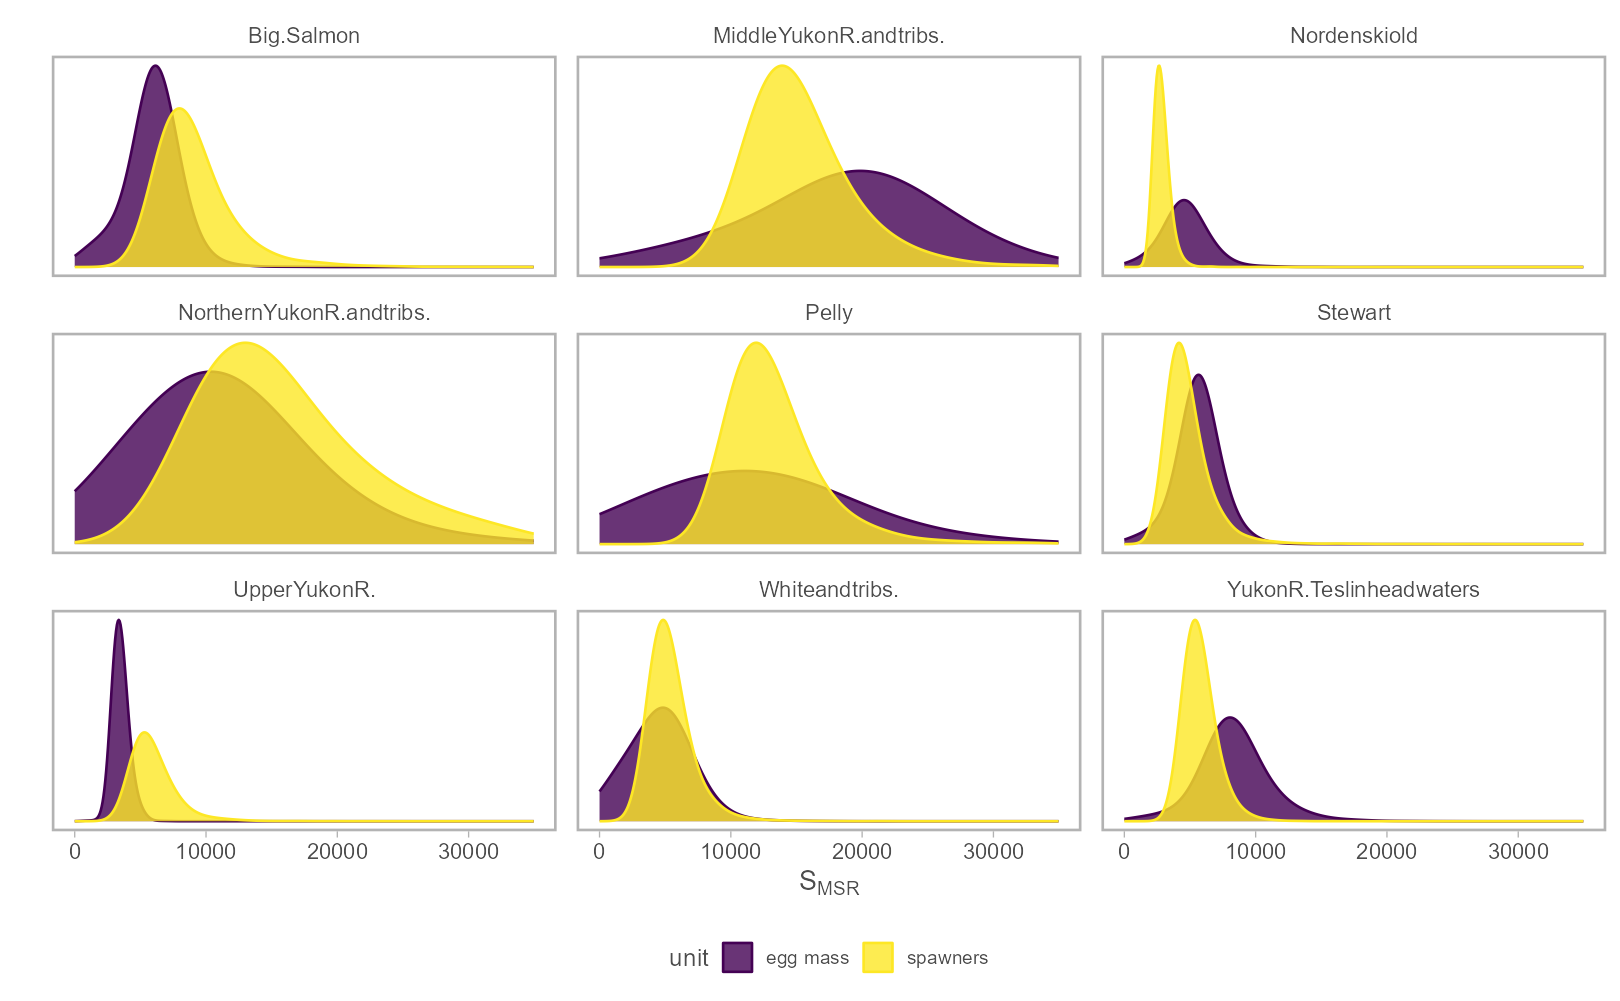 Big.Salmon
MiddleYukonR.andtribs.
Nordenskiold
NorthernYukonR.andtribs.
Pelly
Stewart
UpperYukonR.
Whiteandtribs.
YukonR.Teslinheadwaters
0 10000 20000 30000
0 10000 20000 30000
0 10000 20000 30000
SMSR
unit egg mass spawners